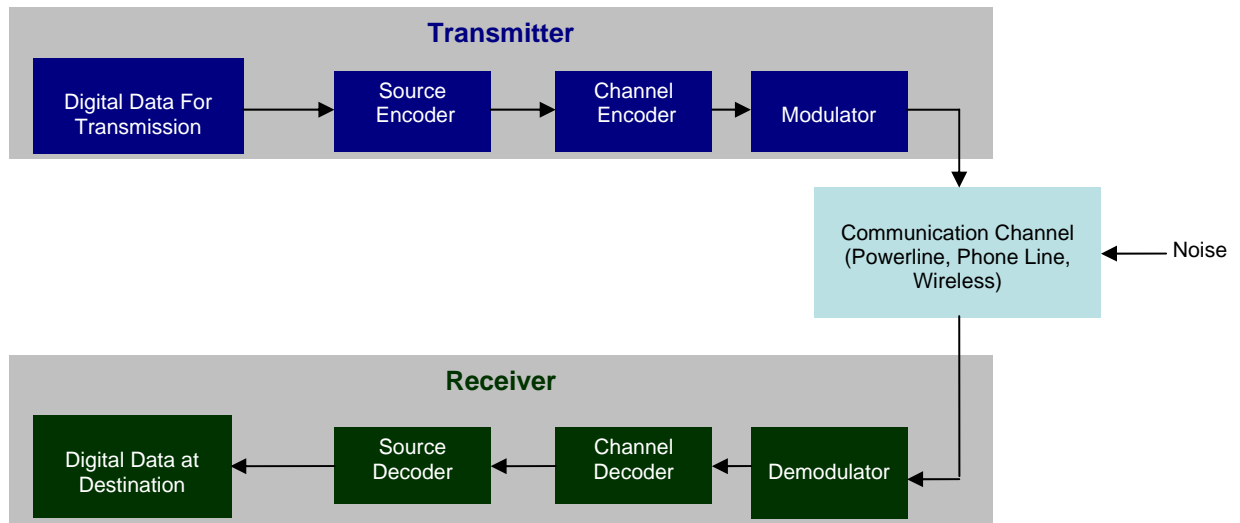 Transmitter
Digital Data For
Transmission
Source
Encoder
Channel
Encoder
Modulator
Communication Channel
(Powerline, Phone Line,
Wireless)
Noise
Receiver
Digital Data at
Destination
Source
Decoder
Channel
Decoder
Demodulator